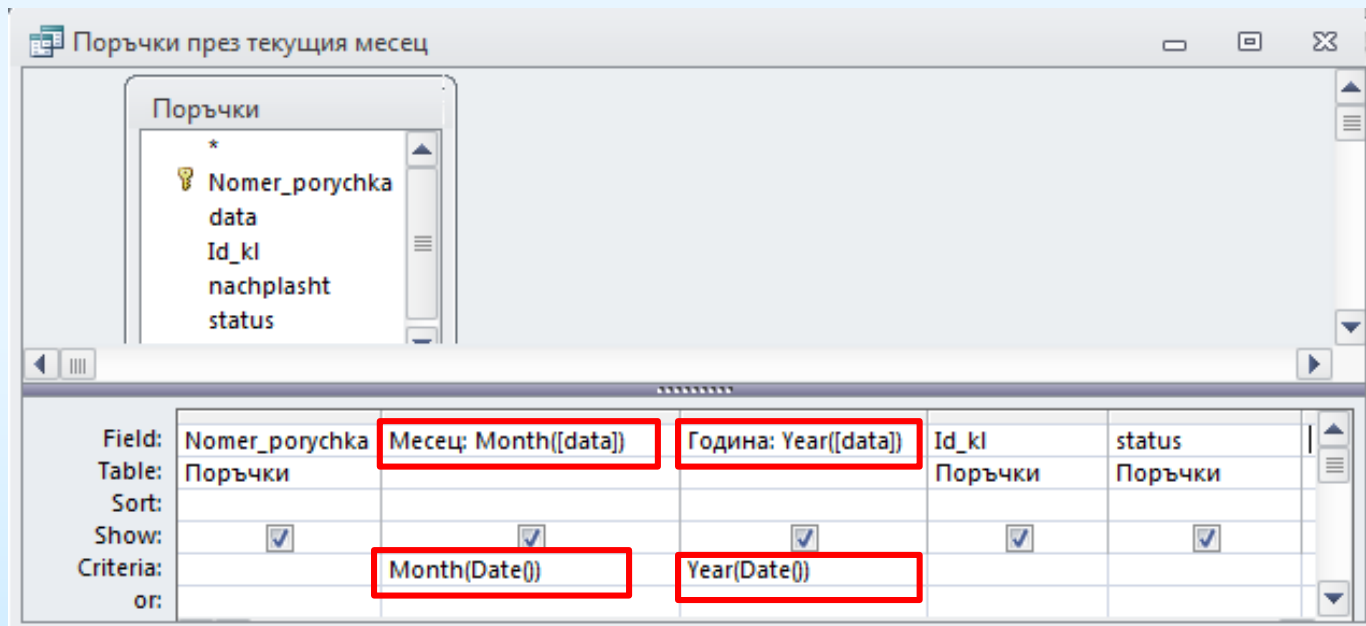 Поръчки през текущия месец
Поръчки
*
Nomer_porychka
data
Id_kl
nachplasht
status
Field: Nomer_porychka Месец: Month([data]) Година: Year([data]) Id_kl status
Table: Поръчки Поръчки Поръчки
Sort:
Show:
Criteria: Month(Date()) Year(Date())
or: